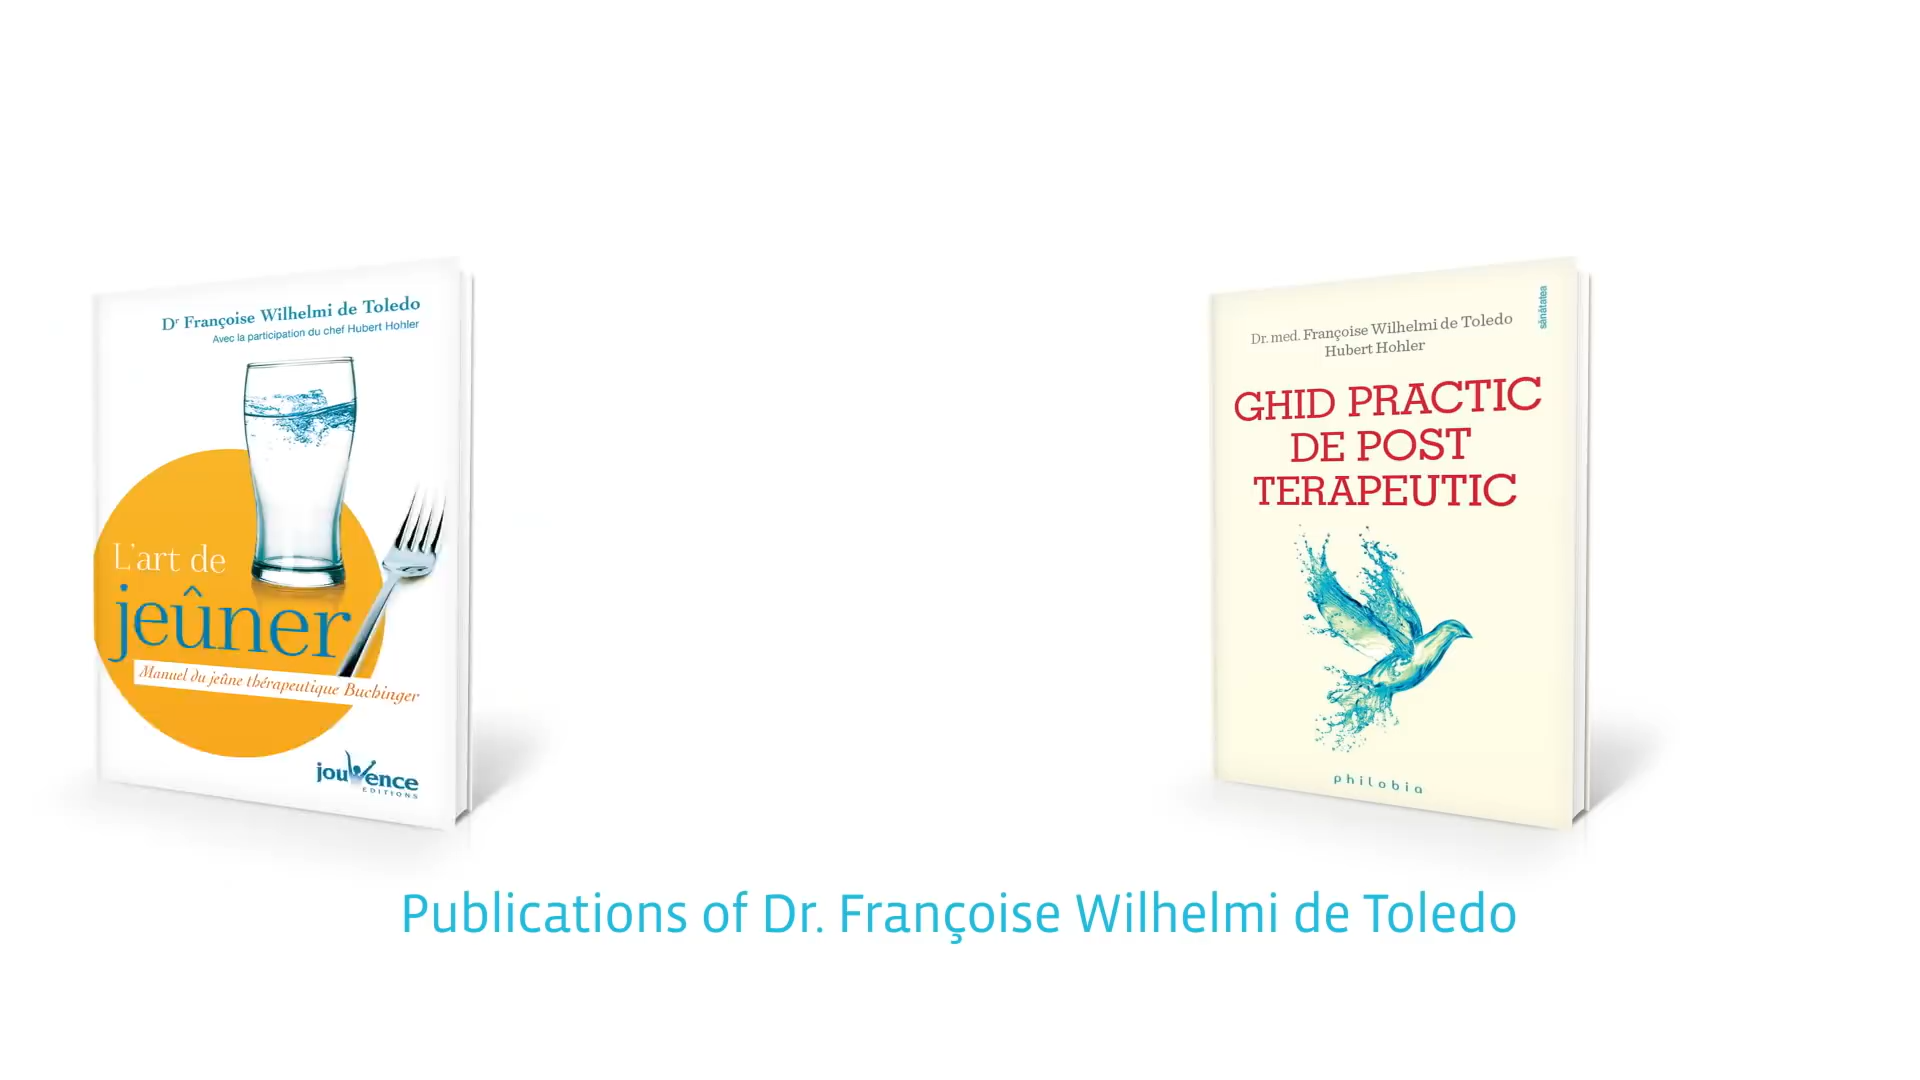 Dr Françoise Wilhelmi de Toledo
Avec la participation du chef Hubert Hohler
L'art de
jeûner
Manuel du jeûne thérapeutique Buchinger
jouvence
EDITIONS
sănătatea
Dr. med. Françoise Wilhelmi de Toledo
Hubert Hohler
GHID PRACTIC
DE POST
TERAPEUTIC
philobia
Publications of Dr. Françoise Wilhelmi de Toledo